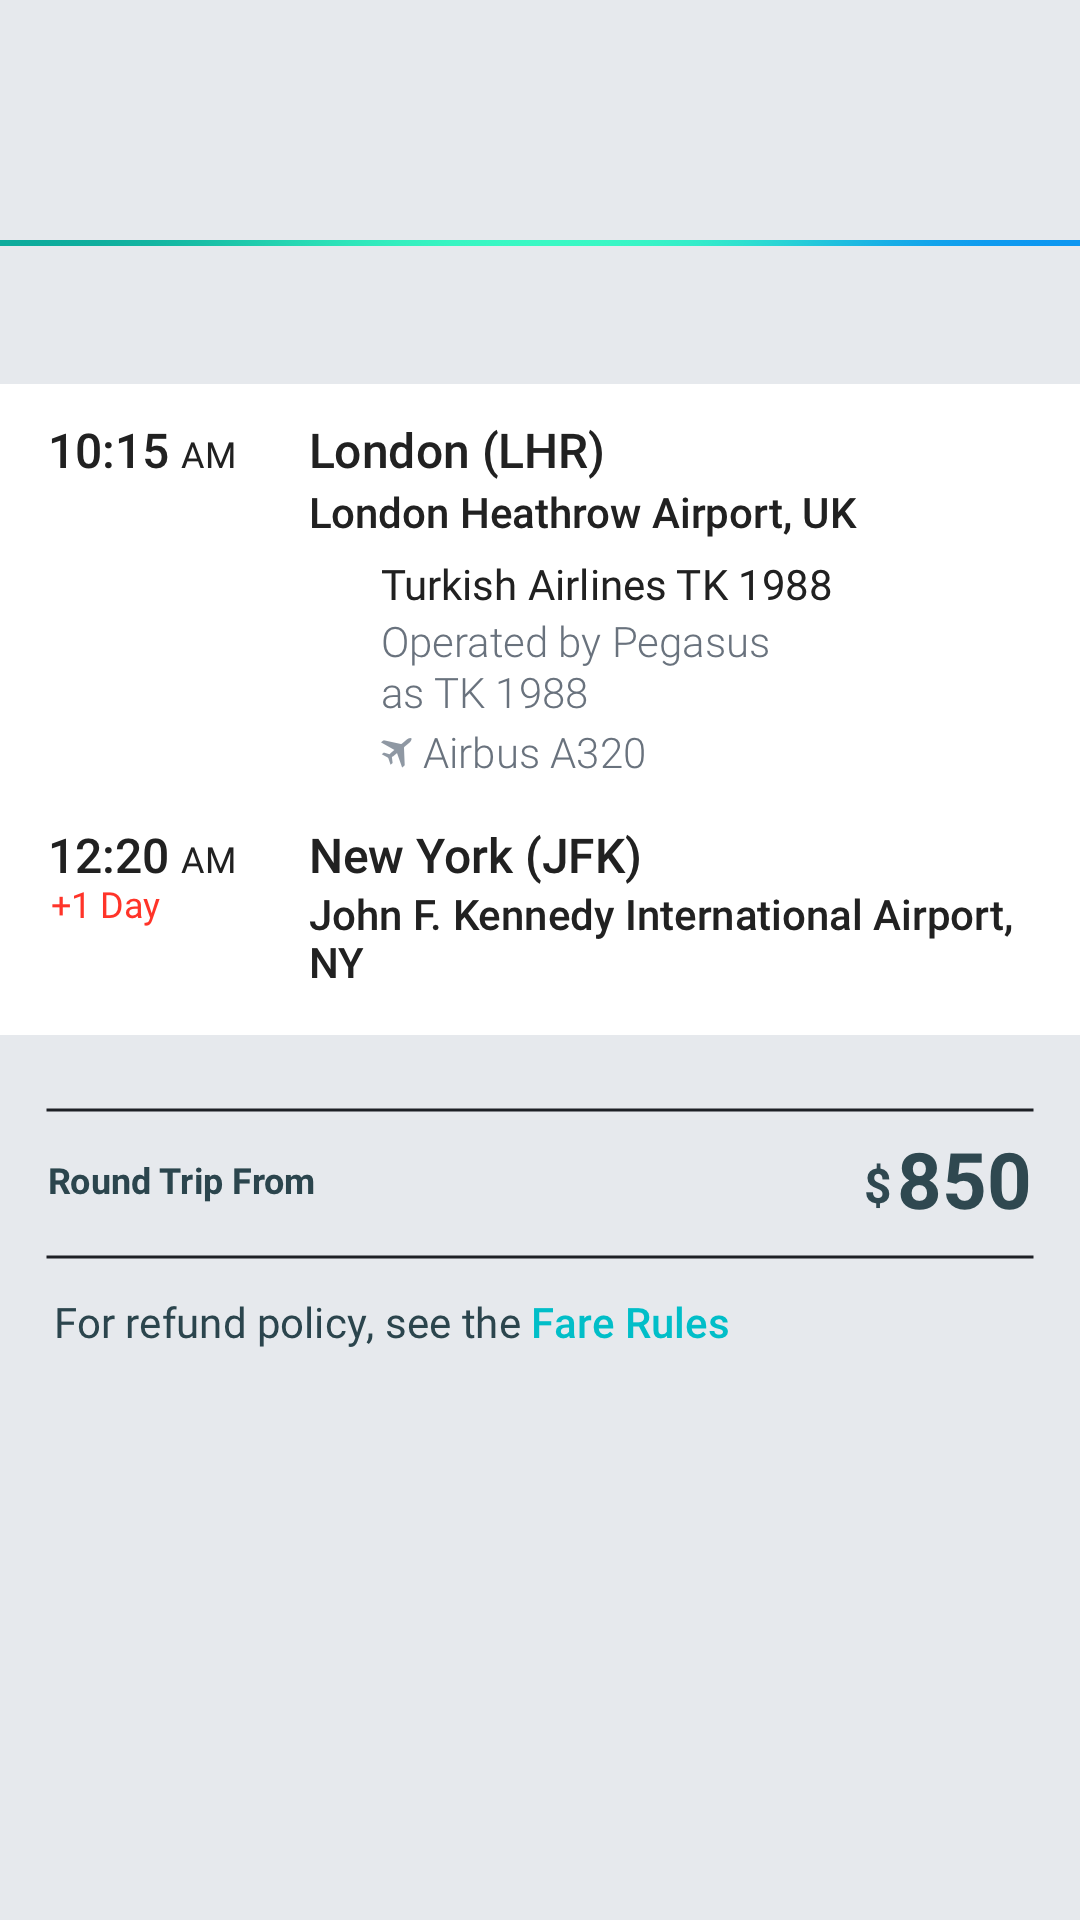 10:15 AM London (LHR)
London Heathrow Airport, UK
Turkish Airlines TK 1988
Operated by Pegasus
as TK 1988
Airbus A320
12:20 AM New York (JFK)
+1 Day
John F. Kennedy International Airport,
NY
Round Trip From $850
For refund policy, see the Fare Rules